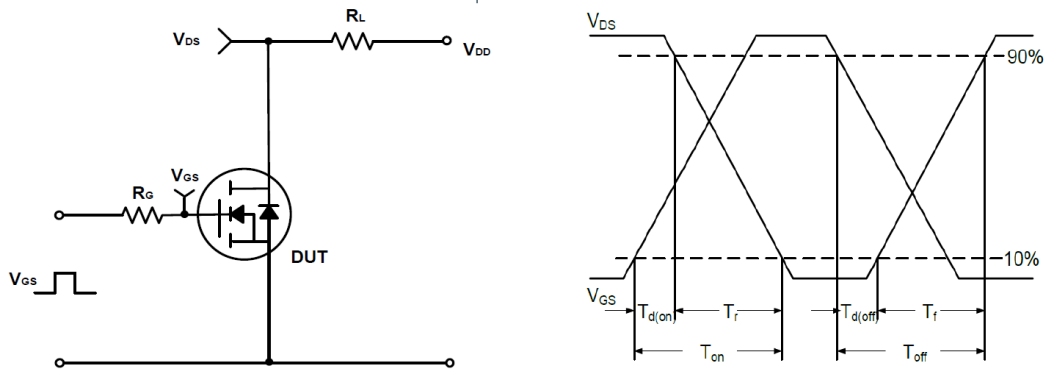 RL
VDS
VDD
VGS
RG
DUT
VGS
VDS
90%
10%
VGS
Td(on)
Tr
Td(off)
Tf
Ton
Toff